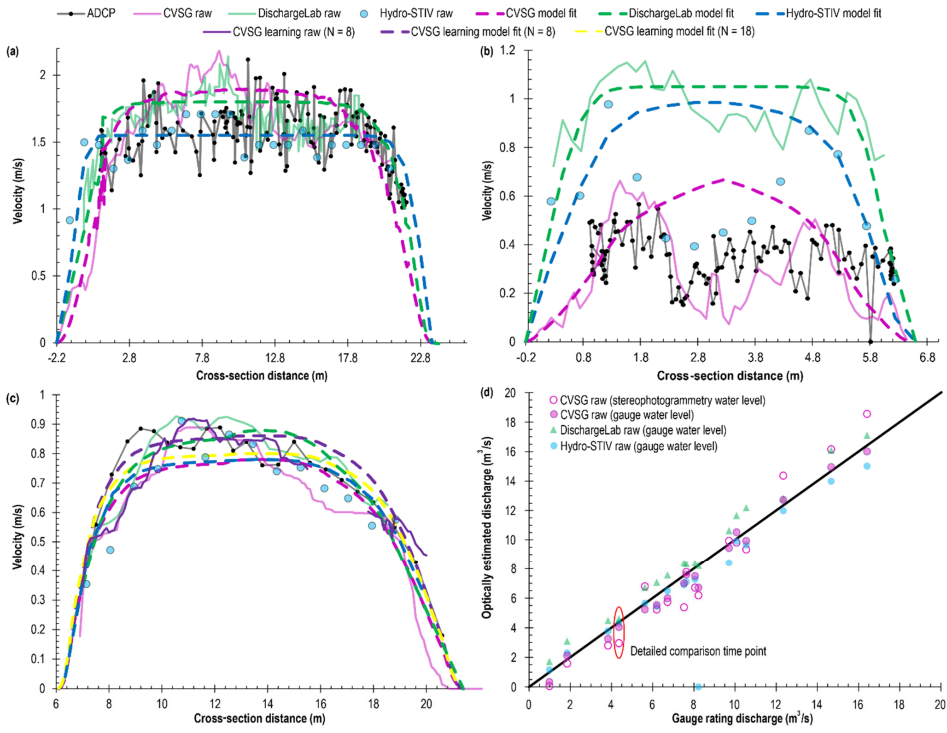 ADCP CVSG raw DischargeLab raw Hydro-STIV raw CVSG model fit DischargeLab model fit Hydro-STIV model fit
CVSG learning raw (N = 8) CVSG learning model fit (N = 8) CVSG learning model fit (N = 18)
(a)
Velocity (m/s)
2
1.5
1
0.5
0
-2.2 2.8 7.8 12.8 17.8 22.8
Cross-section distance (m)
(b)
Velocity (m/s)
1.2
1
0.8
0.6
0.4
0.2
0
-0.2 0.8 1.8 2.8 3.8 4.8 5.8 6.8
Cross-section distance (m)
(c)
Velocity (m/s)
1
0.9
0.8
0.7
0.6
0.5
0.4
0.3
0.2
0.1
0
6 8 10 12 14 16 18 20
Cross-section distance (m)
(d)
CVSG raw (stereophotogrammetry water level)
CVSG raw (gauge water level)
DischargeLab raw (gauge water level)
Hydro-STIV raw (gauge water level)
Optically estimated discharge (m³/s)
20
18
16
14
12
10
8
6
4
2
0
Detailed comparison time point
0 2 4 6 8 10 12 14 16 18 20
Gauge rating discharge (m³/s)